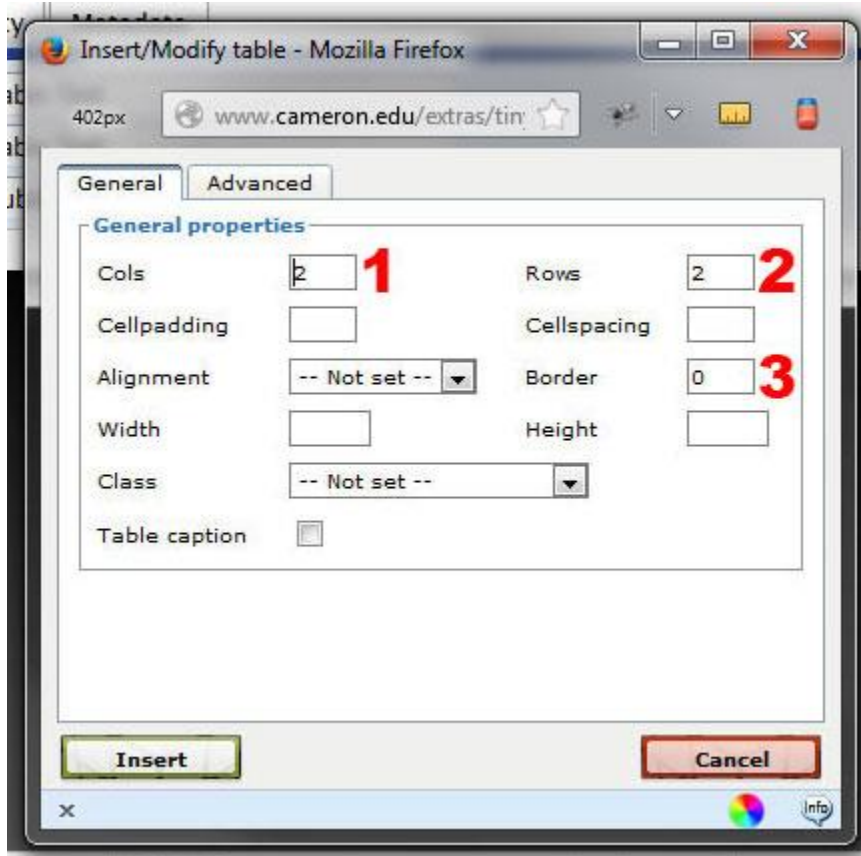 Metadata
Insert/Modify table - Mozilla Firefox
402px www.cameron.edu/extras/tin
General Advanced
General properties
Cols 2 1 Rows 2 2
Cellpadding Cellspacing
Alignment -- Not set -- Border 0 3
Width Height
Class -- Not set --
Table caption
Insert Cancel
x Info